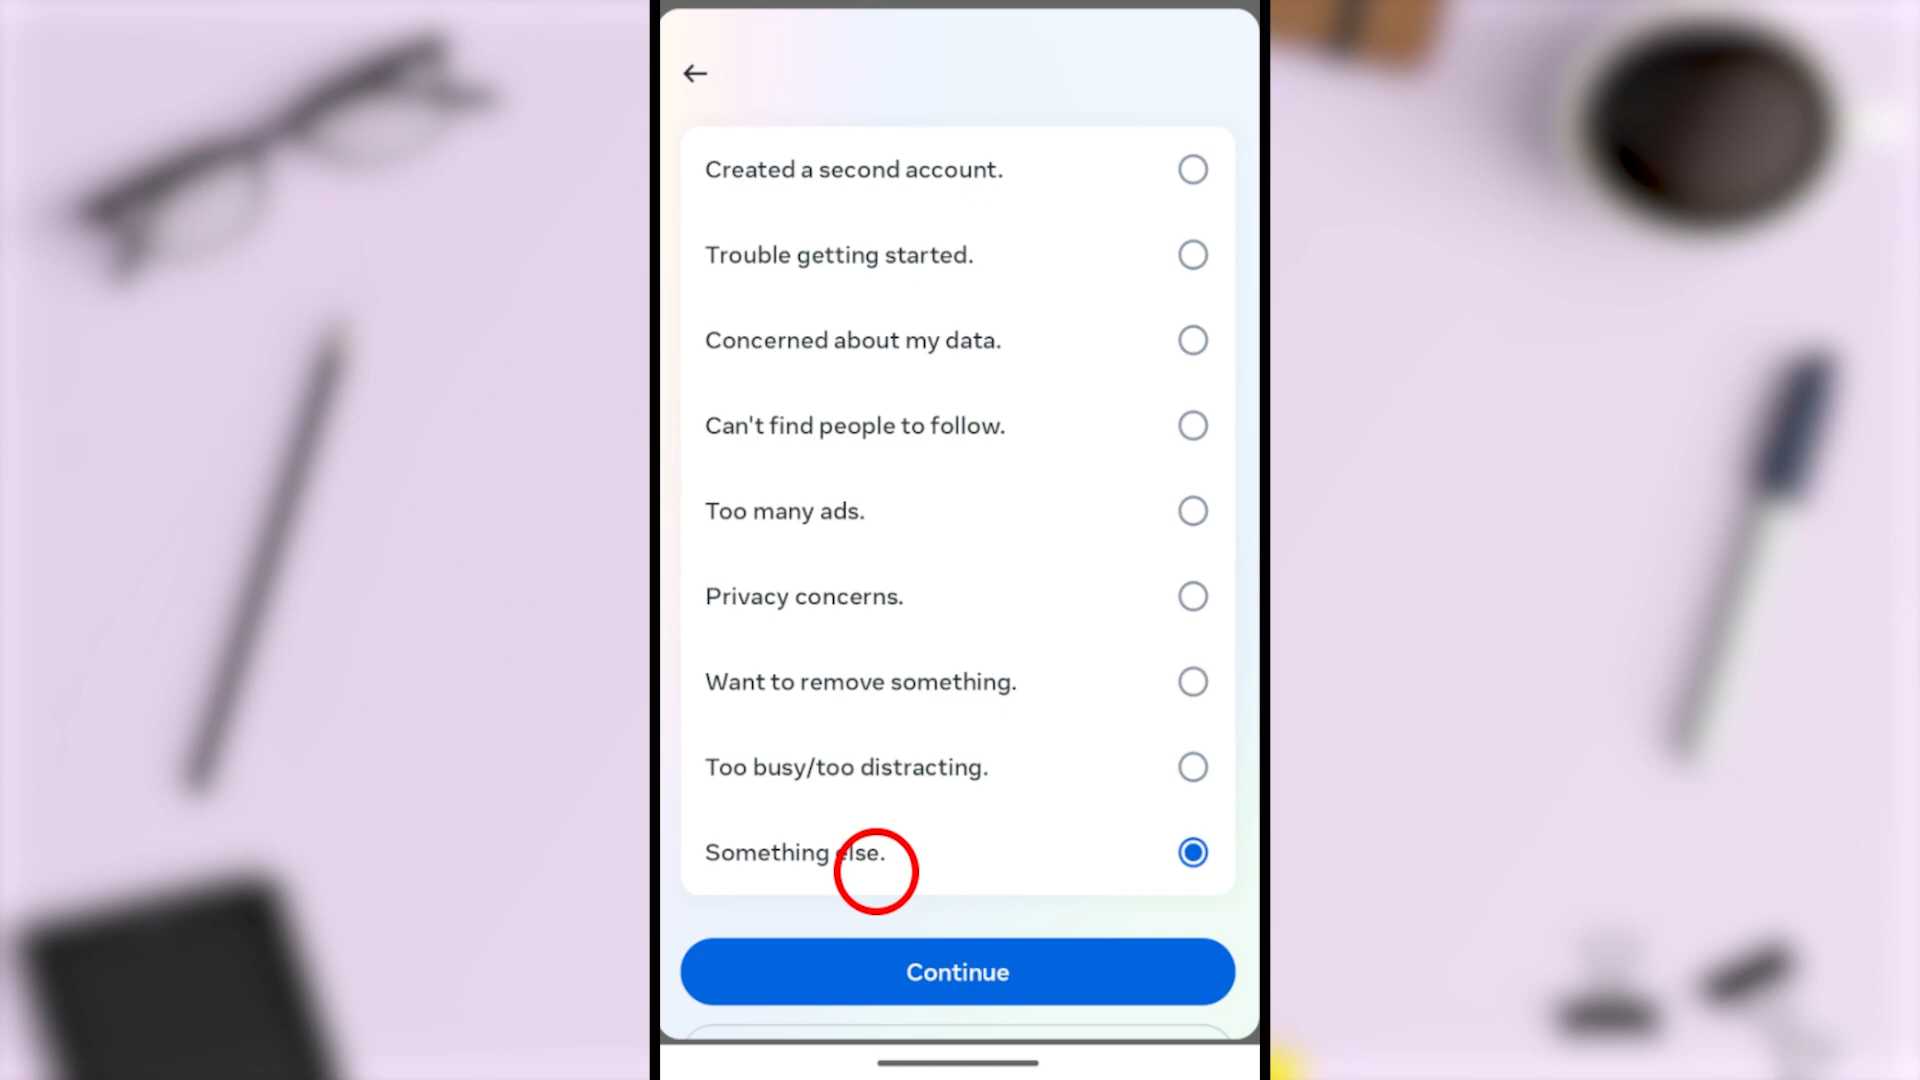 Created a second account.
Trouble getting started.
Concerned about my data.
Can't find people to follow.
Too many ads.
Privacy concerns.
Want to remove something.
Too busy/too distracting.
Something else.
Continue